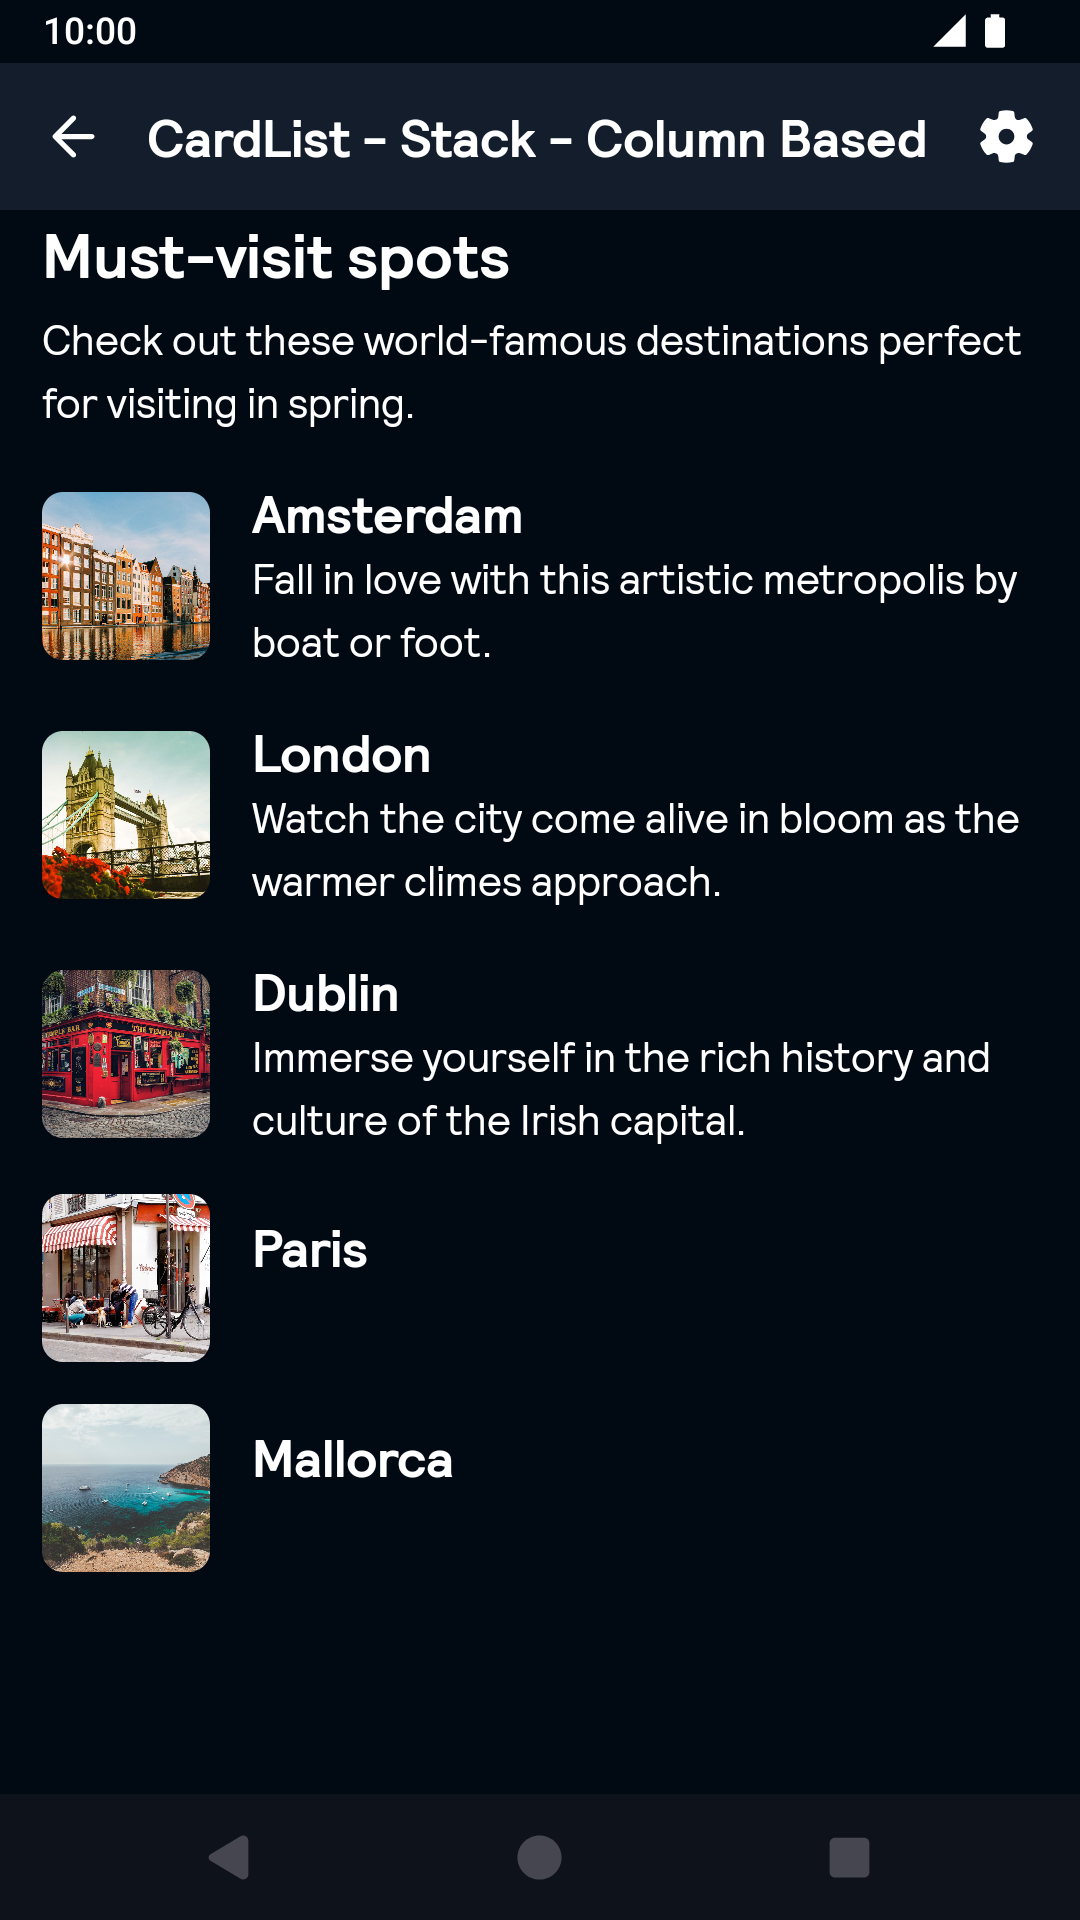 10:00
CardList - Stack - Column Based
Must-visit spots
Check out these world-famous destinations perfect
for visiting in spring.
Amsterdam
Fall in love with this artistic metropolis by
boat or foot.
London
Watch the city come alive in bloom as the
warmer climes approach.
Dublin
THE TEMPLE BAR
Immerse yourself in the rich history and
culture of the Irish capital.
Paris
Mallorca